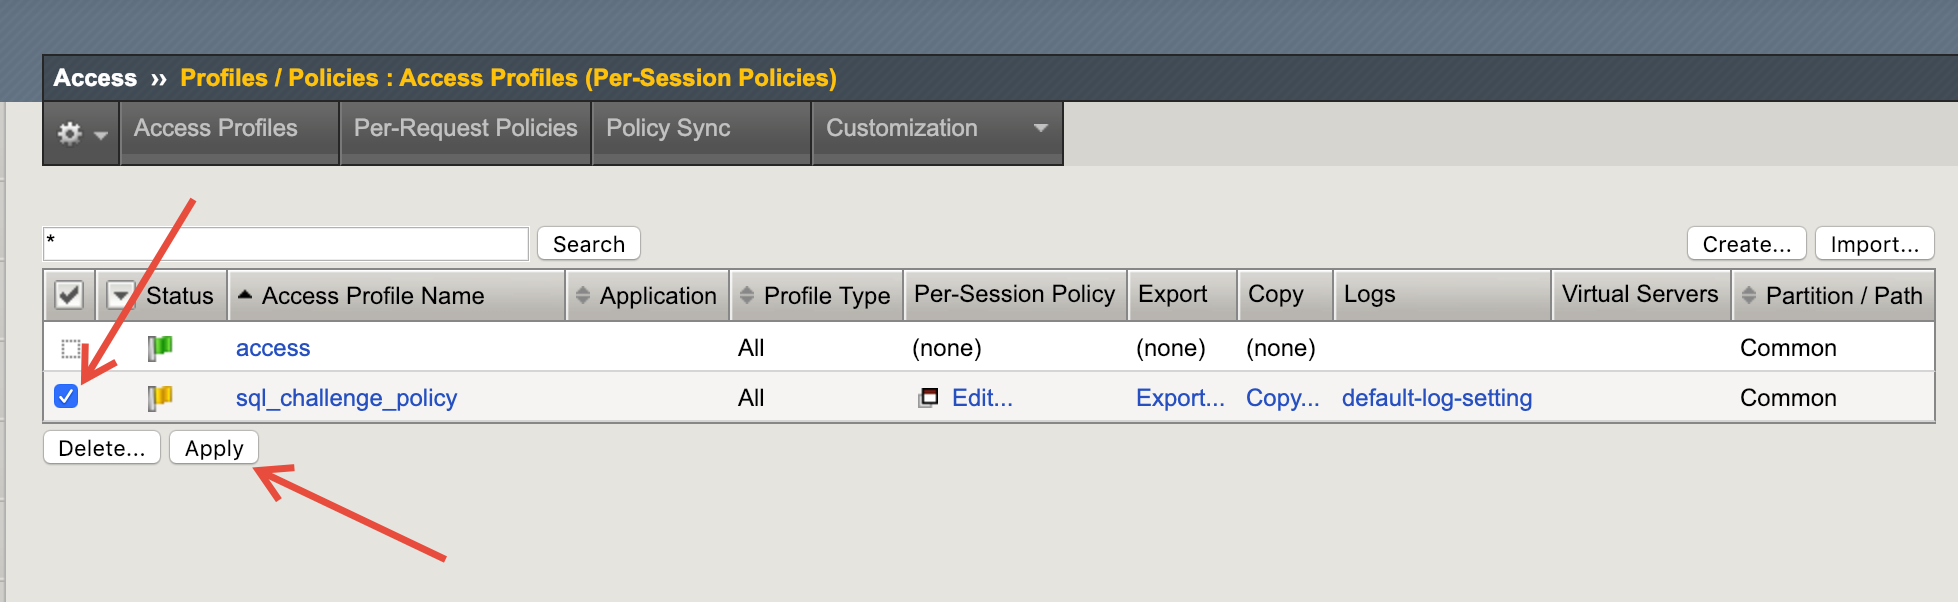 Access ›› Profiles / Policies : Access Profiles (Per-Session Policies)
Access Profiles Per-Request Policies Policy Sync Customization
* Search Create... Import...
Status Access Profile Name Application Profile Type Per-Session Policy Export Copy Logs Virtual Servers Partition / Path
access All (none) (none) (none) Common
sql_challenge_policy All Edit... Export... Copy... default-log-setting Common
Delete... Apply